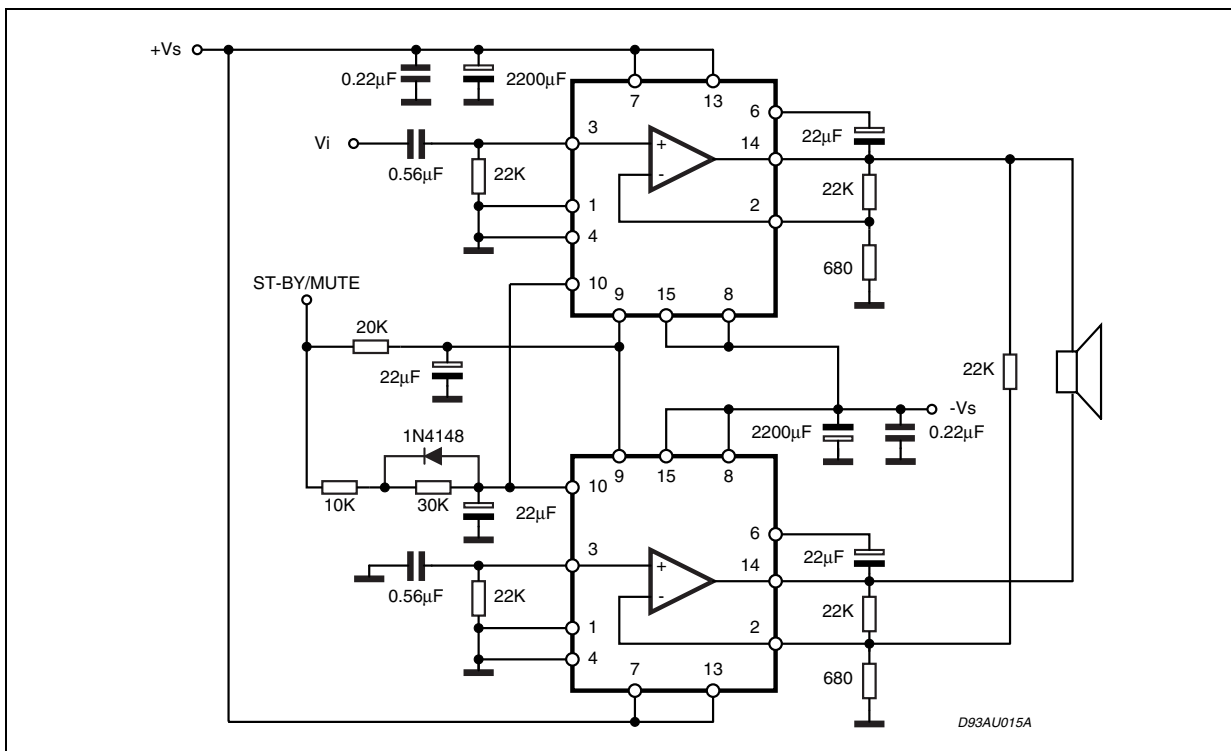 +Vs
0.22µF
2200µF
7
13
6
22µF
Vi
3
+
14
0.56µF
22K
-
22K
1
2
4
680
ST-BY/MUTE
10
9
15
8
20K
22µF
22K
-Vs
1N4148
2200µF
0.22µF
9
15
8
10K
30K
22µF
10
6
22µF
3
+
14
0.56µF
22K
-
22K
1
2
4
7
13
680
D93AU015A